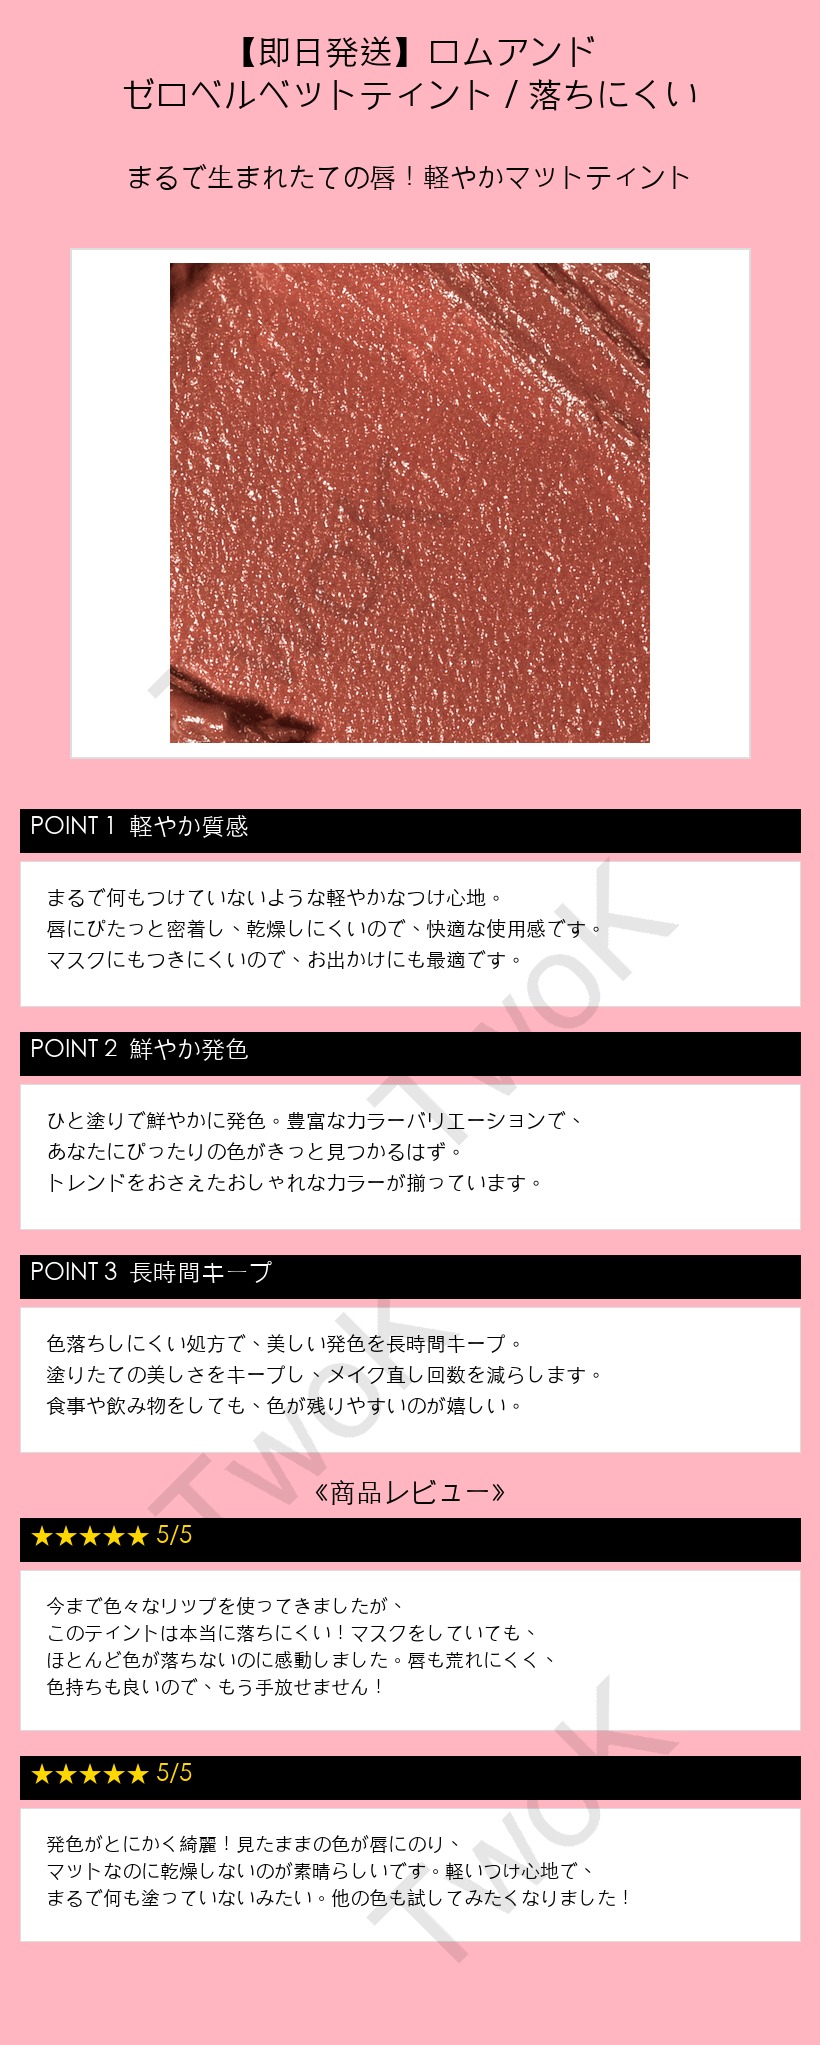 【即日発送】ロムアンド
ゼロベルベットティント / 落ちにくい
まるで生まれたての唇！軽やかマットティント
TwoK
POINT 1 軽やか質感
まるで何もつけていないような軽やかなつけ心地。
唇にぴたっと密着し、乾燥しにくいので、快適な使用感です。
マスクにもつきにくいので、お出かけにも最適です。
TwoK
POINT 2 鮮やか発色
ひと塗りで鮮やかに発色。豊富なカラーバリエーションで、
あなたにぴったりの色がきっと見つかるはず。
トレンドをおさえたおしゃれなカラーが揃っています。
POINT 3 長時間キープ
色落ちしにくい処方で、美しい発色を長時間キープ。
塗りたての美しさをキープし、メイク直し回数を減らします。
食事や飲み物をしても、色が残りやすいのが嬉しい。
TwoK
《商品レビュー》
★★★★★ 5/5
今まで色々なリップを使ってきましたが、
このティントは本当に落ちにくい！マスクをしていても、
ほとんど色が落ちないのに感動しました。唇も荒れにくく、
色持ちも良いので、もう手放せません！
★★★★★ 5/5
発色がとにかく綺麗！見たままの色が唇にのり、
マットなのに乾燥しないのが素晴らしいです。軽いつけ心地で、
まるで何も塗っていないみたい。他の色も試してみたくなりました！
TwoK